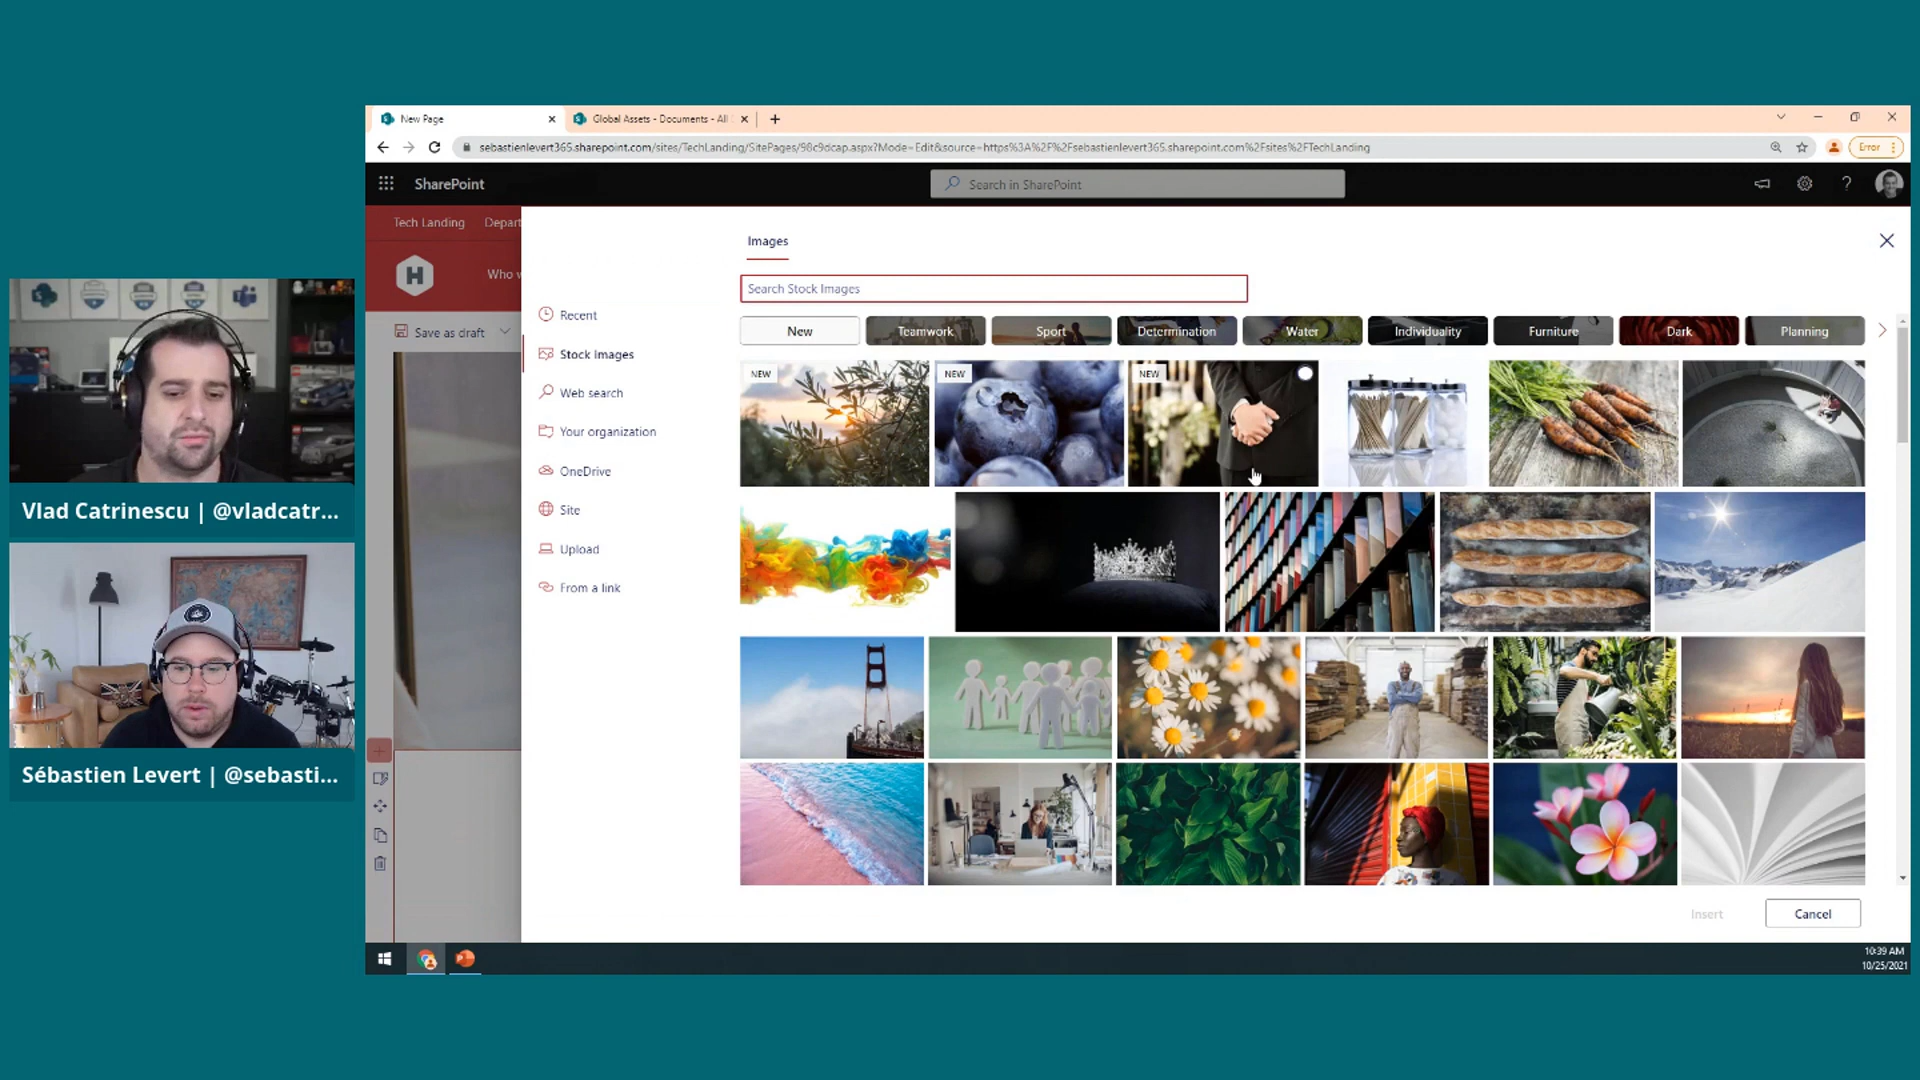 New Page
Global Assets - Documents - All
sebastienlevert365.sharepoint.com/sites/TechLanding/SitePages/98c9dcap.aspx?Mode=Edit&source=https%3A%2F%2Fsebastienlevert365.sharepoint.com%2Fsites%2FTechLanding
Error
SharePoint
Search in SharePoint
Tech Landing Depart
H
Who w
Save as draft
Images
Search Stock Images
Recent
Stock images
Web search
Your organization
OneDrive
Site
Upload
From a link
New Teamwork Sport Determination Water Individuality Furniture Dark Planning
NEW NEW NEW
Insert
Cancel
10:39 AM
10/25/2021
Vlad Catrinescu | @vladcatr...
Sébastien Levert | @sebasti...